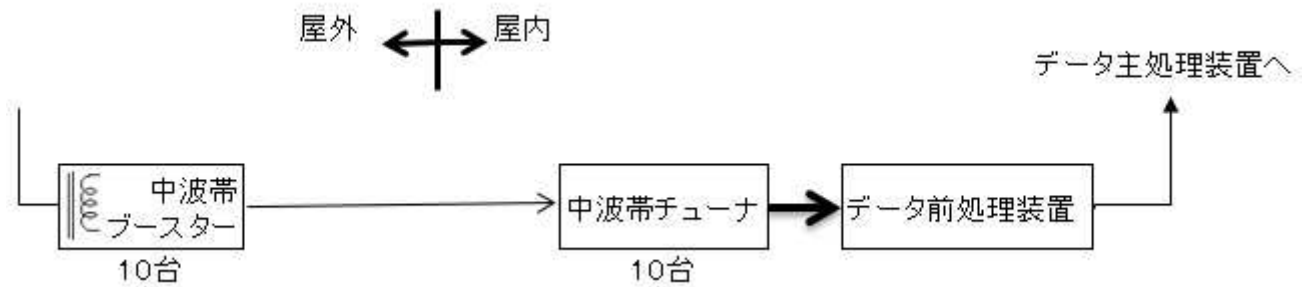 屋外
屋内
データ主処理装置へ
中波帯
ブースター
10台
中波帯チューナ
10台
データ前処理装置